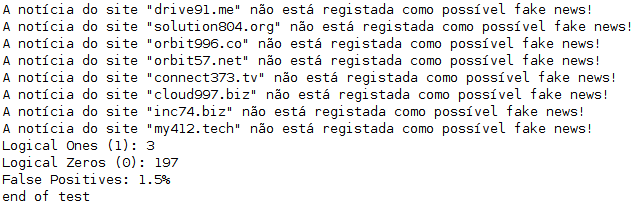 A notícia do site "drive91.me" não está registada como possível fake news!
A notícia do site "solution804.org" não está registada como possível fake news!
A notícia do site "orbit996.co" não está registada como possível fake news!
A notícia do site "orbit57.net" não está registada como possível fake news!
A notícia do site "connect373.tv" não está registada como possível fake news!
A notícia do site "cloud997.biz" não está registada como possível fake news!
A notícia do site "inc74.biz" não está registada como possível fake news!
A notícia do site "my412.tech" não está registada como possível fake news!
Logical Ones (1): 3
Logical Zeros (0): 197
False Positives: 1.5%
end of test